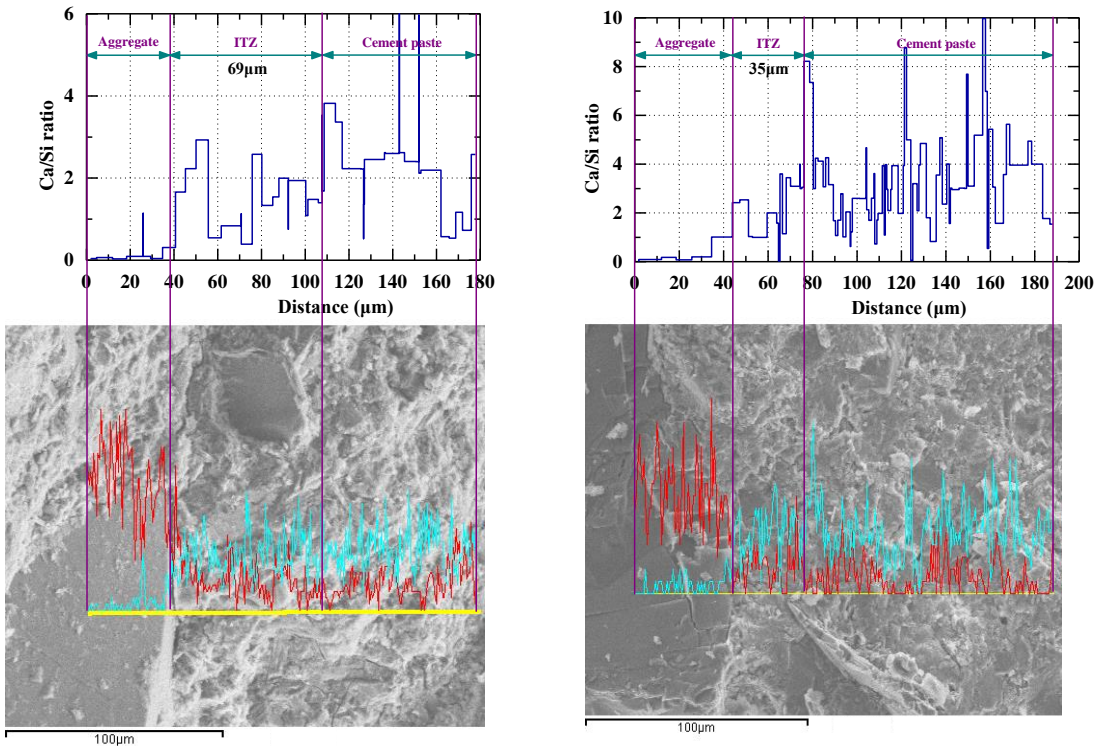 6
4
2
0
Ca/Si ratio
Aggregate
ITZ
Cement paste
69µm
0 20 40 60 80 100 120 140 160 180
Distance (µm)
100µm
10
8
6
4
2
0
Ca/Si ratio
Aggregate
ITZ
Cement paste
35µm
0 20 40 60 80 100 120 140 160 180 200
Distance (µm)
100µm